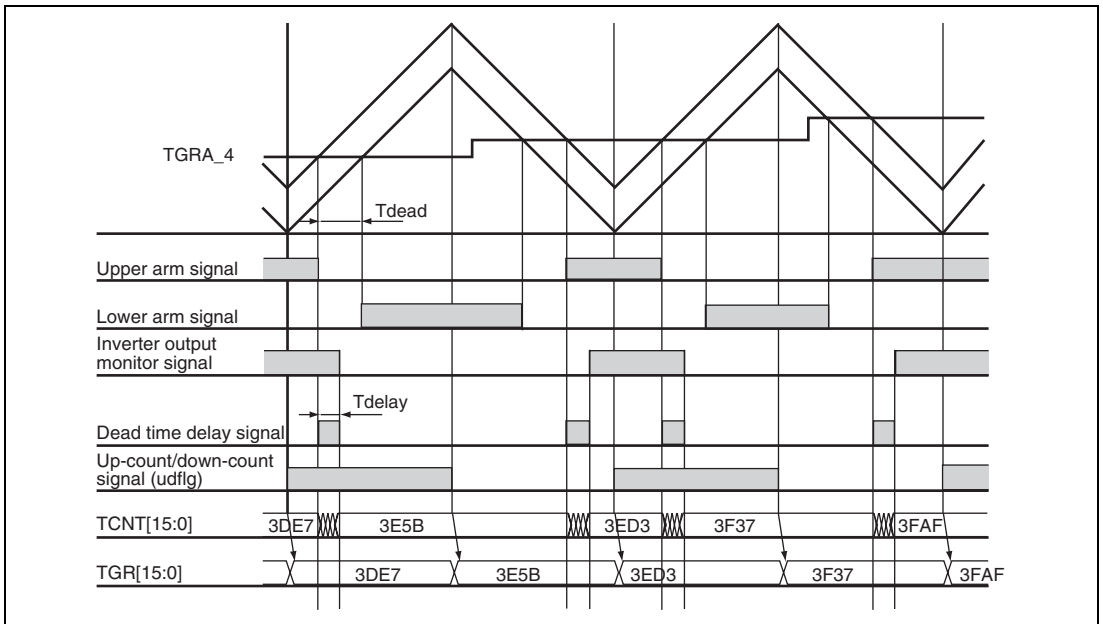 TGRA_4
Tdead
Upper arm signal
Lower arm signal
Inverter output
monitor signal
Tdelay
Dead time delay signal
Up-count/down-count
signal (udflg)
TCNT[15:0] 3DE7 3E5B 3ED3 3F37 3FAF
TGR[15:0] 3DE7 3E5B 3ED3 3F37 3FAF